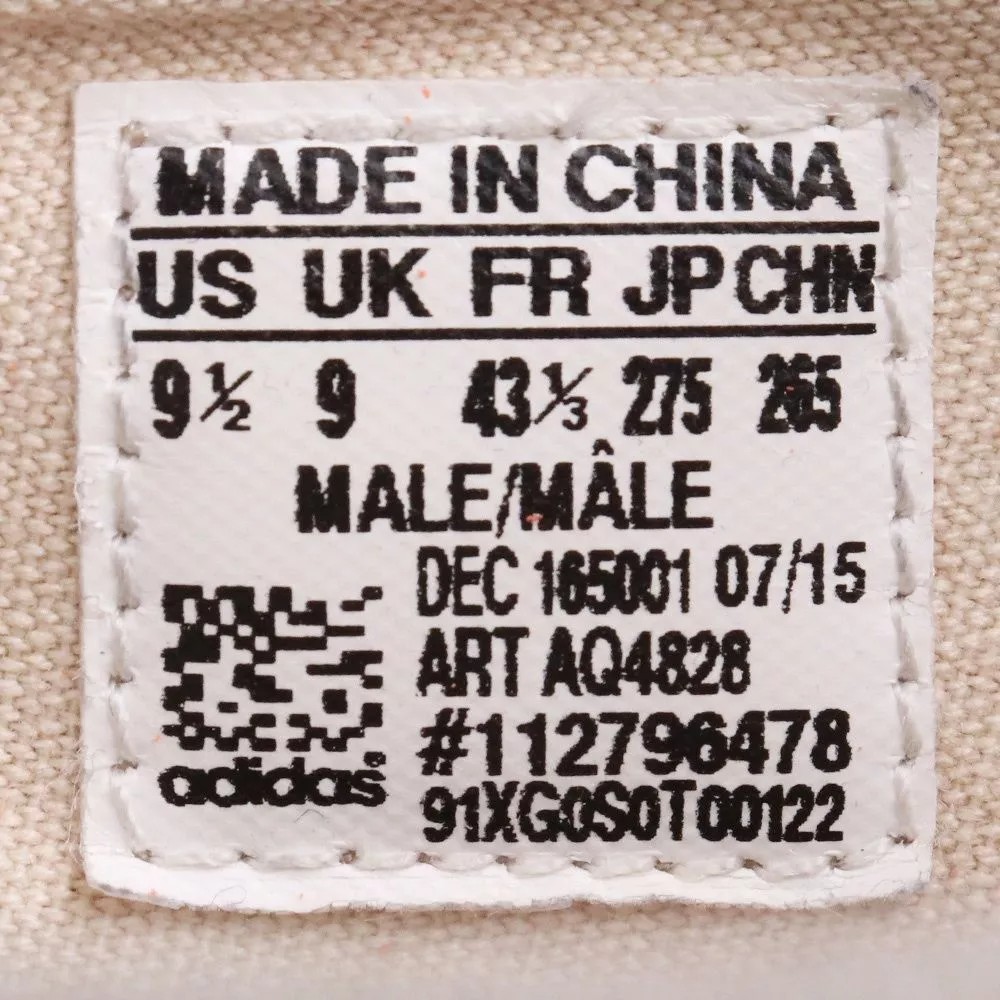 MADE IN CHINA
US UK FR JP CHN
9½ 9 43⅓ 275 265
MALE/MÂLE
DEC 165001 07/15
ART AQ4828
#112796478
adidas®
91XG0S0T00122